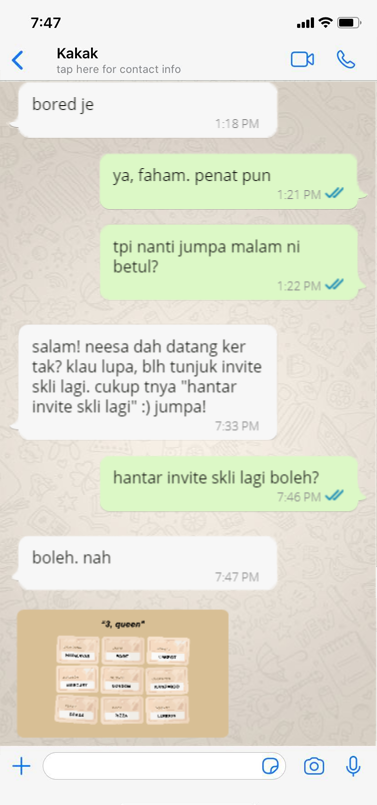 7:47
Kakak
tap here for contact info
bored je
1:18 PM
ya, faham. penat pun
1:21 PM
tpi nanti jumpa malam ni
betul?
1:22 PM
salam! neesa dah datang ker
tak? klau lupa, blh tunjuk invite
skli lagi. cukup tnya "hantar
invite skli lagi" :) jumpa!
7:33 PM
hantar invite skli lagi boleh?
7:46 PM
boleh. nah
7:47 PM
"3, queen"